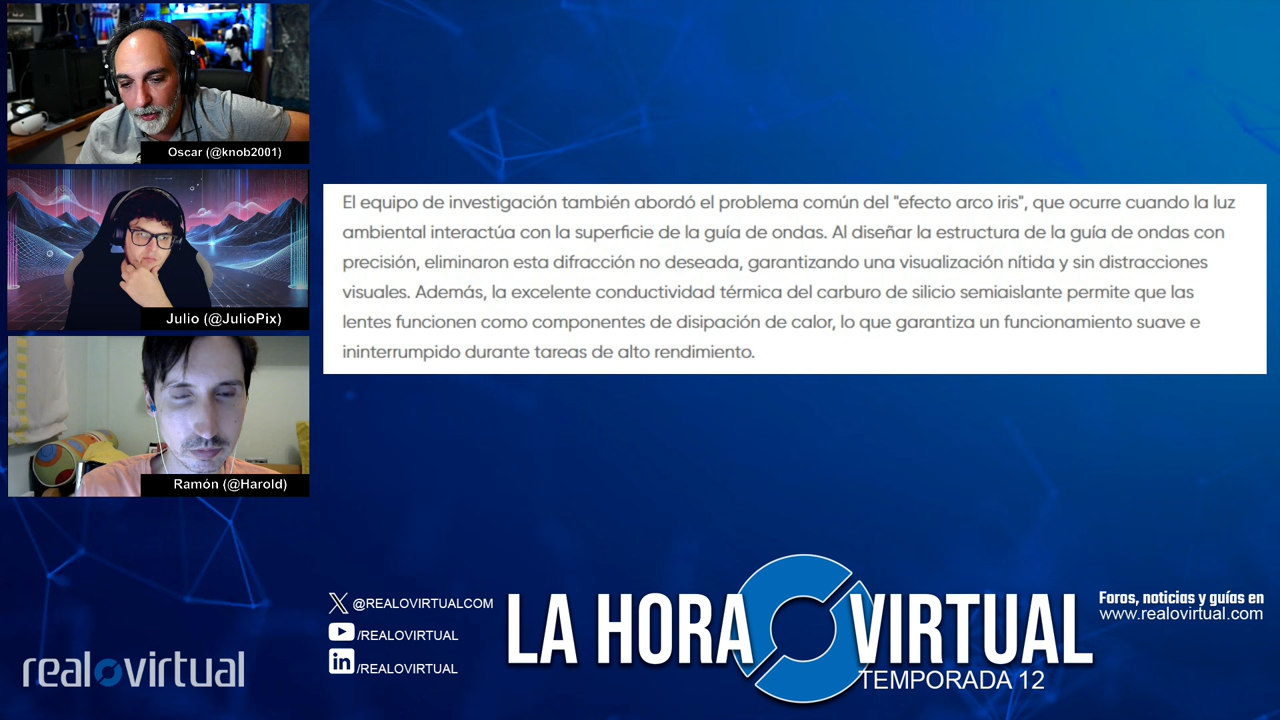 Oscar (@knob2001)
Julio (@JulioPix)
Ramón (@Harold)
El equipo de investigación también abordó el problema común del "efecto arco iris", que ocurre cuando la luz
ambiental interactúa con la superficie de la guía de ondas. Al diseñar la estructura de la guía de ondas con
precisión, eliminaron esta difracción no deseada, garantizando una visualización nítida y sin distracciones
visuales. Además, la excelente conductividad térmica del carburo de silicio semiaislante permite que las
lentes funcionen como componentes de disipación de calor, lo que garantiza un funcionamiento suave e
ininterrumpido durante tareas de alto rendimiento.
realovirtual
@REALOVIRTUALCOM
/REALOVIRTUAL
in /REALOVIRTUAL
LA HORA VIRTUAL
TEMPORADA 12
Foros, noticias y guías en
www.realovirtual.com